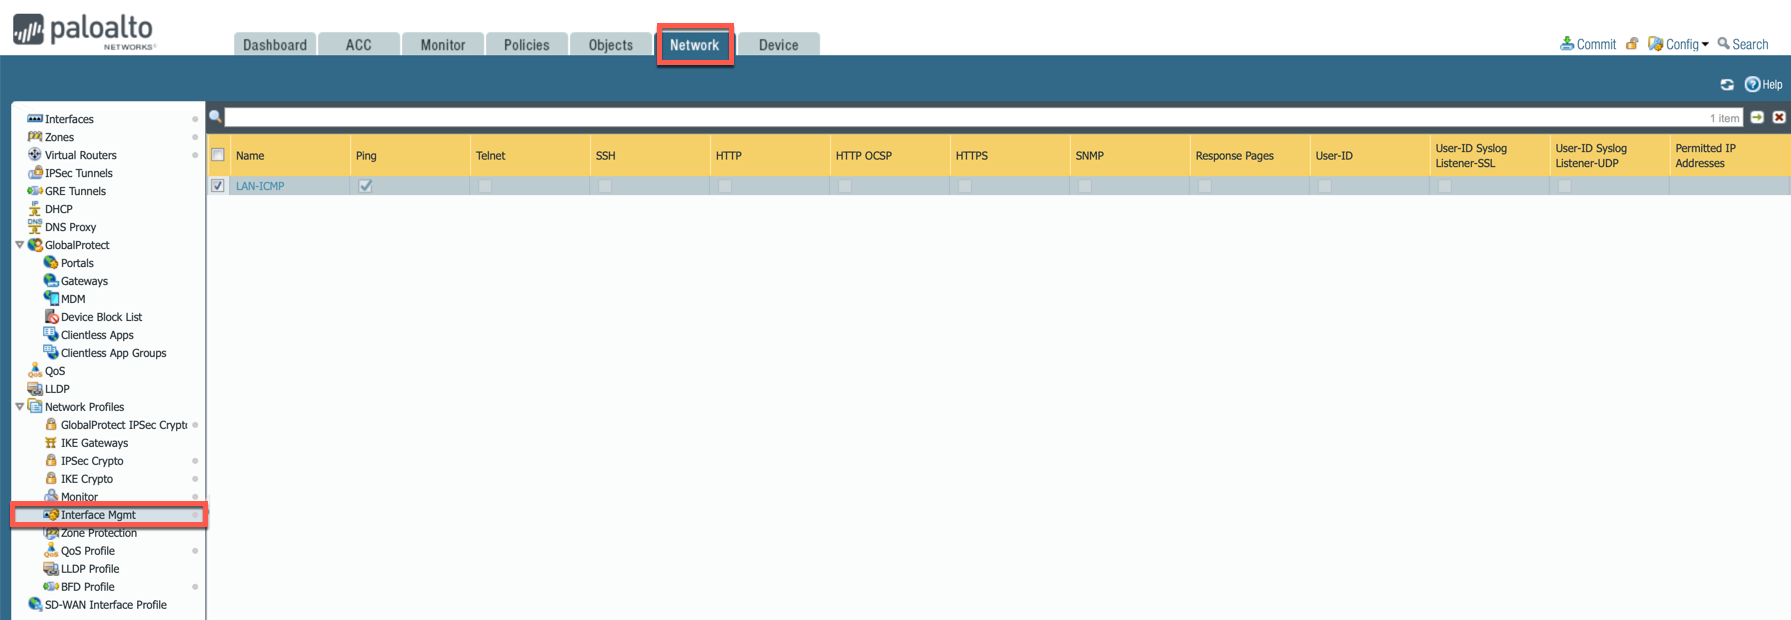 paloalto
NETWORKS®
Dashboard ACC Monitor Policies Objects Network Device
Commit Config Search
Help
1 item
Interfaces
Zones
Virtual Routers
IPSec Tunnels
GRE Tunnels
DHCP
DNS Proxy
GlobalProtect
Portals
Gateways
MDM
Device Block List
Clientless Apps
Clientless App Groups
QoS
LLDP
Network Profiles
GlobalProtect IPSec Crypto
IKE Gateways
IPSec Crypto
IKE Crypto
Monitor
Interface Mgmt
Zone Protection
QoS Profile
LLDP Profile
BFD Profile
SD-WAN Interface Profile
Name Ping Telnet SSH HTTP HTTP OCSP HTTPS SNMP Response Pages User-ID User-ID Syslog Listener-SSL User-ID Syslog Listener-UDP Permitted IP Addresses
LAN-ICMP